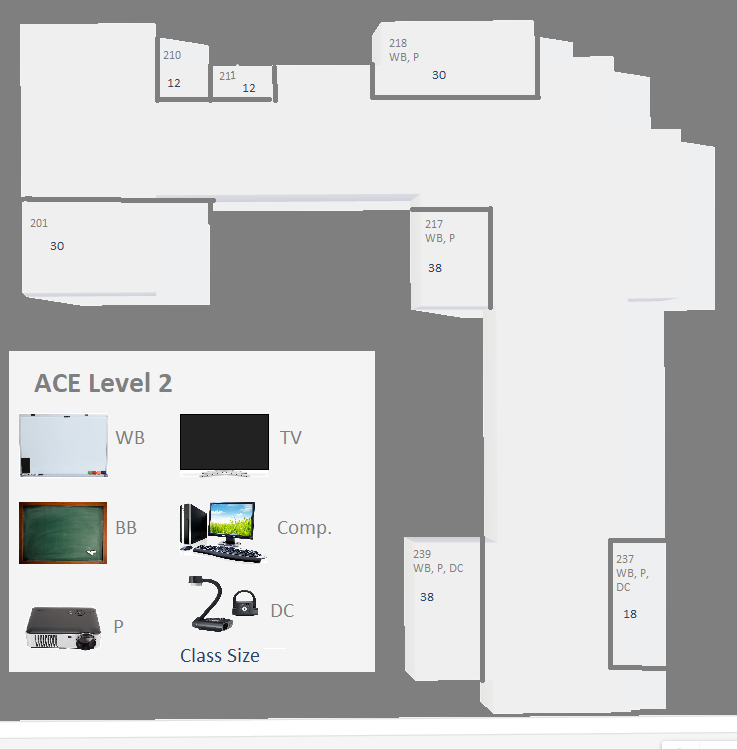 210
12
211
12
218
WB, P
30
201
30
217
WB, P
38
ACE Level 2
WB
TV
BB
Comp.
P
DC
Class Size
239
WB, P, DC
38
237
WB, P,
DC
18